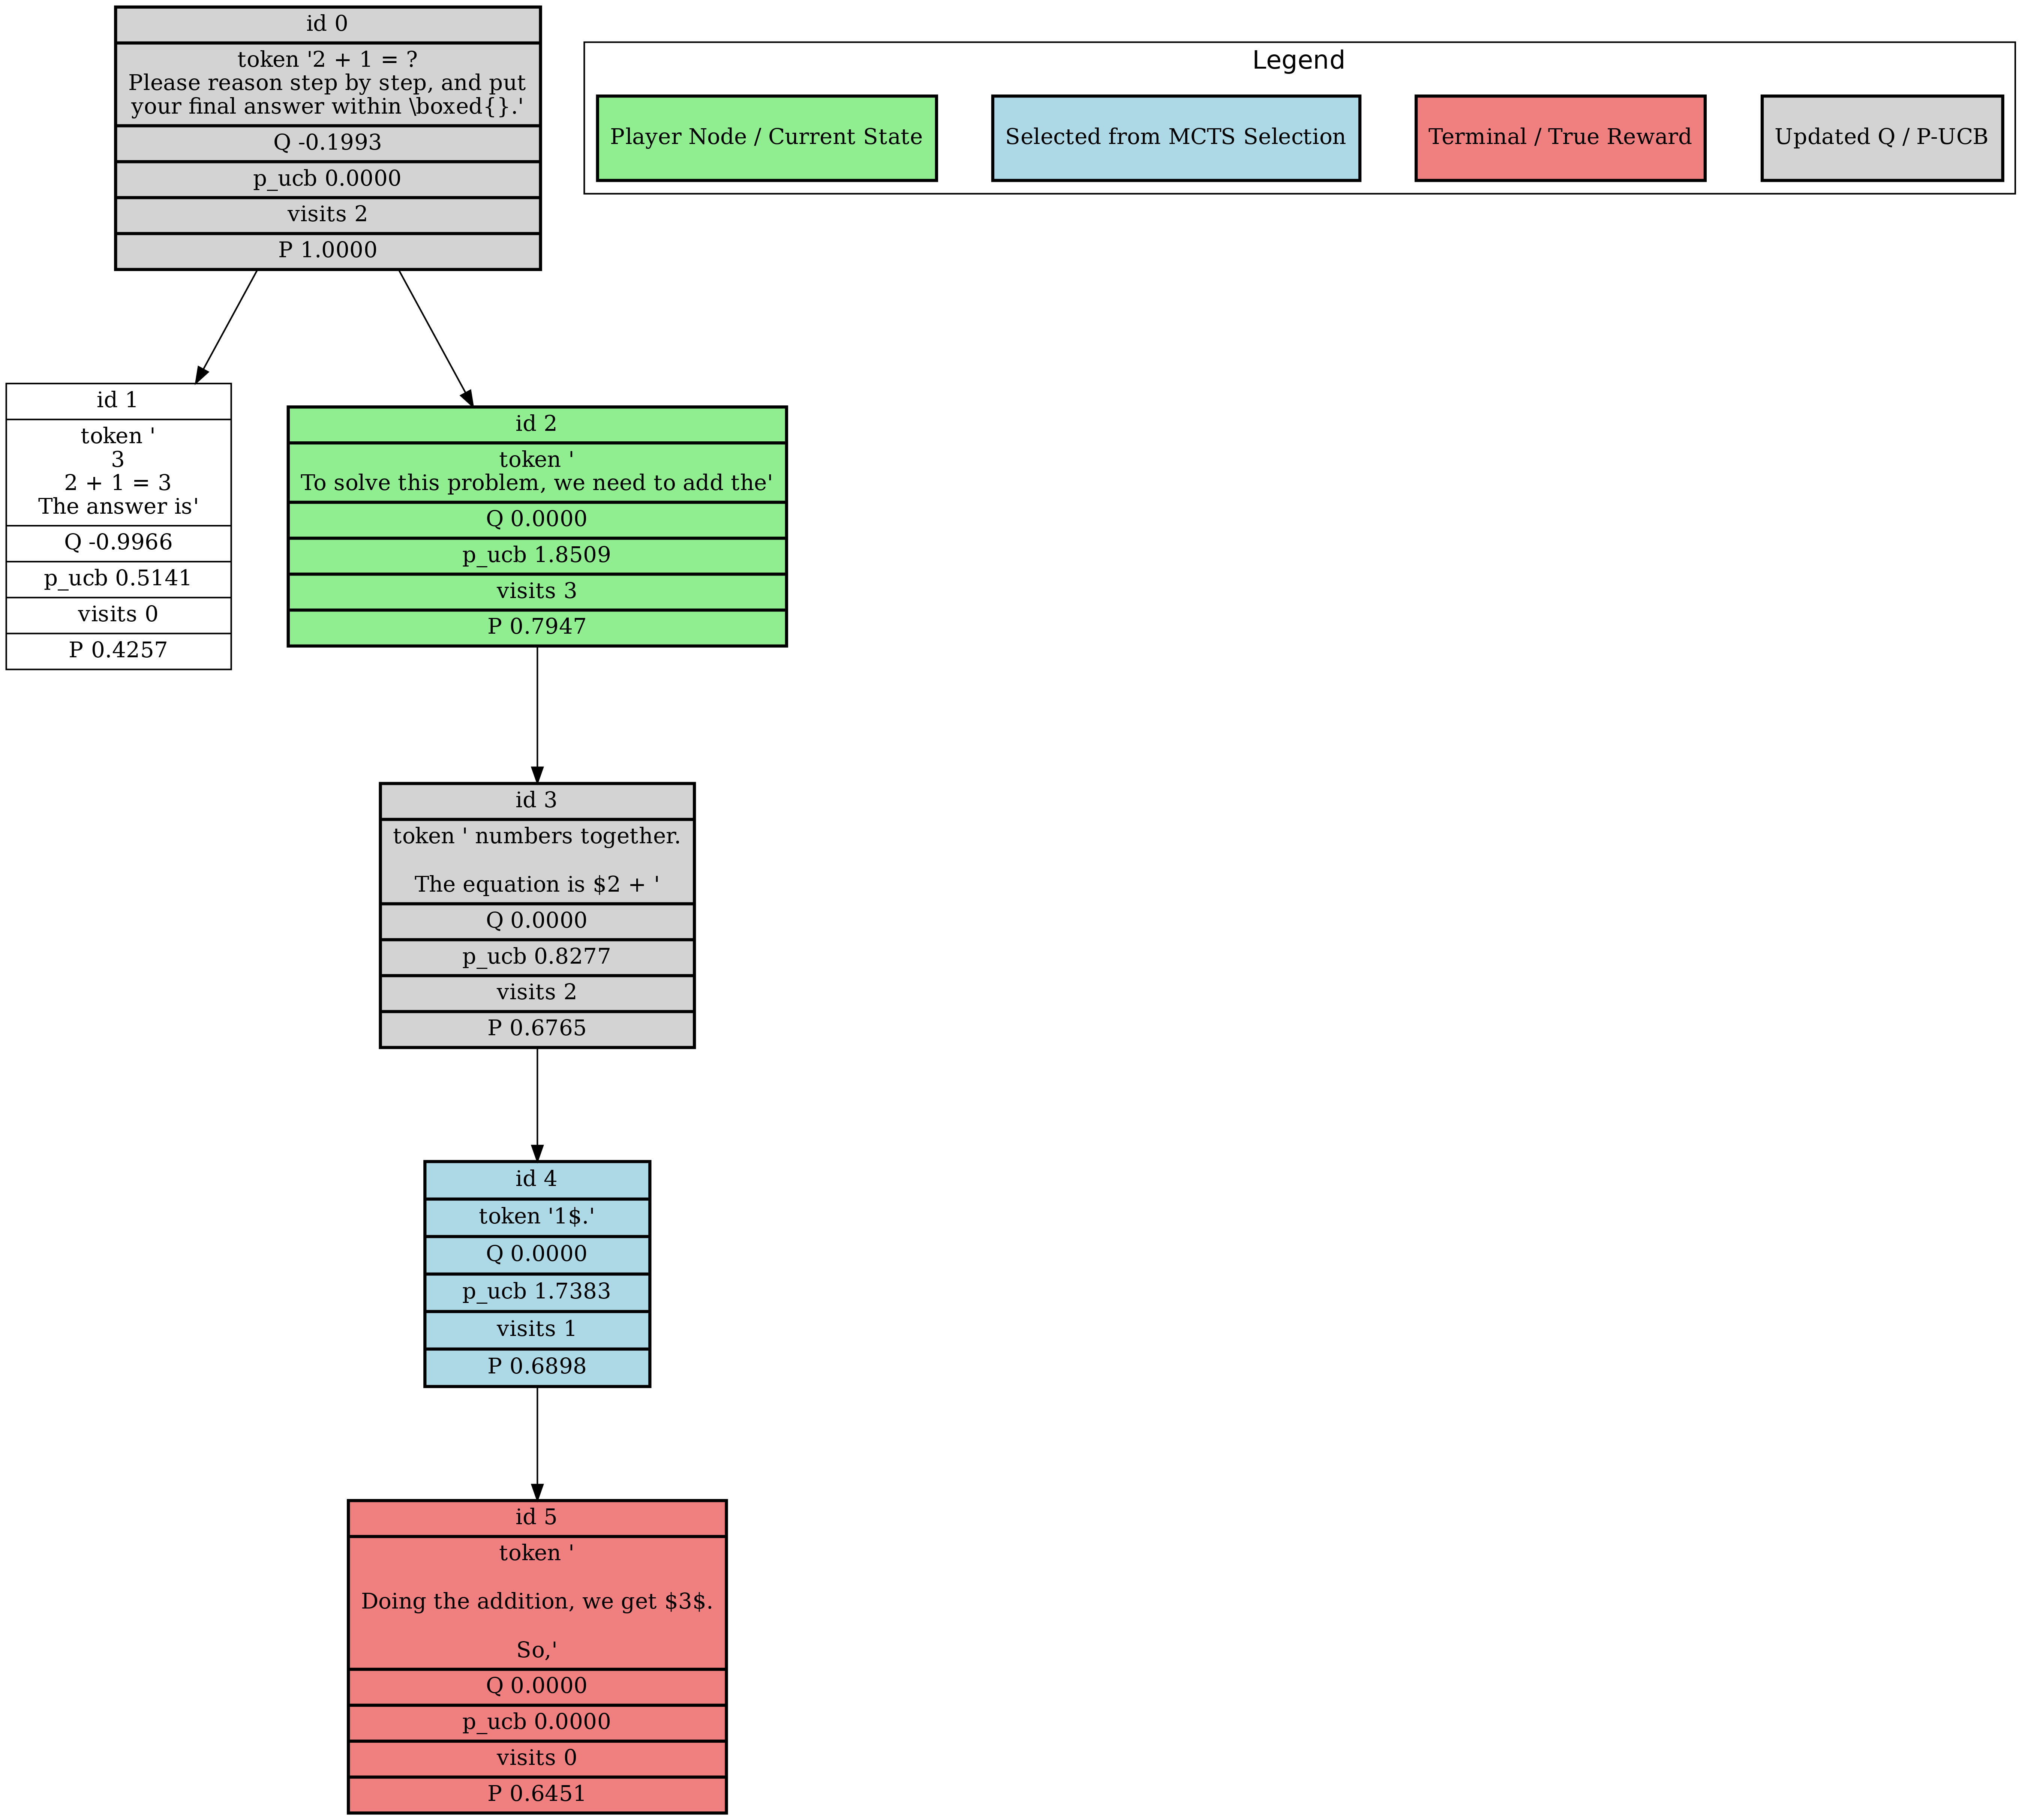 id 0
token '2 + 1 = ?
Please reason step by step, and put
your final answer within \boxed{}.'
Q -0.1993
p_ucb 0.0000
visits 2
P 1.0000
Legend
Player Node / Current State
Selected from MCTS Selection
Terminal / True Reward
Updated Q / P-UCB
id 1
token '
3
2 + 1 = 3
The answer is'
Q -0.9966
p_ucb 0.5141
visits 0
P 0.4257
id 2
token '
To solve this problem, we need to add the'
Q 0.0000
p_ucb 1.8509
visits 3
P 0.7947
id 3
token ' numbers together.
The equation is $2 + '
Q 0.0000
p_ucb 0.8277
visits 2
P 0.6765
id 4
token '1$.'
Q 0.0000
p_ucb 1.7383
visits 1
P 0.6898
id 5
token '
Doing the addition, we get $3$.
So,'
Q 0.0000
p_ucb 0.0000
visits 0
P 0.6451